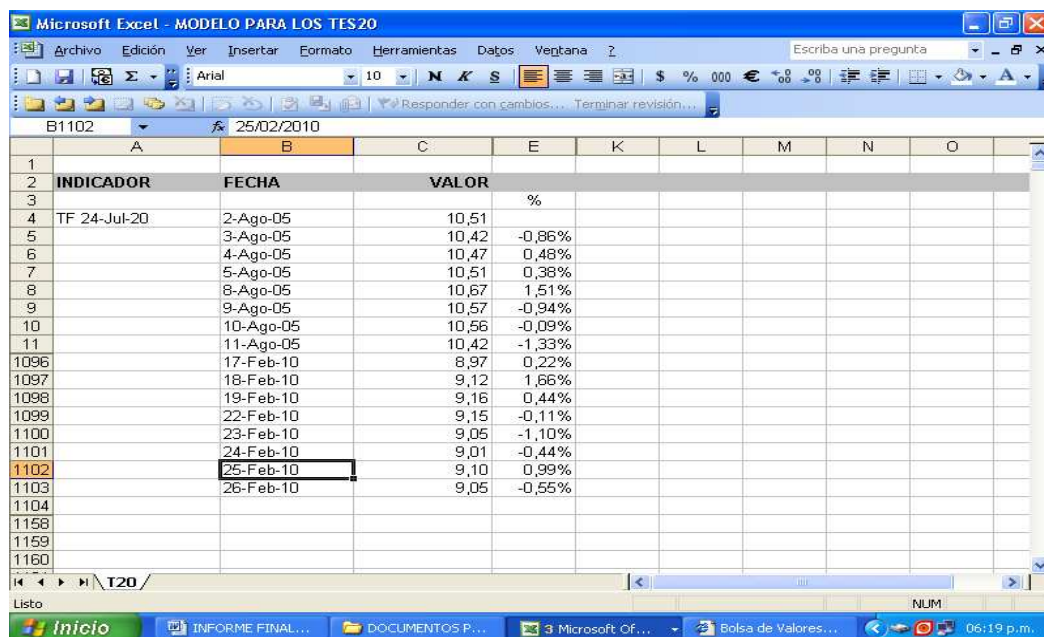 Microsoft Excel - MODELO PARA LOS TES20
Archivo Edición Ver Insertar Formato Herramientas Datos Ventana ? Escriba una pregunta
Arial 10 N K S $ % 000 €
Responder con cambios... Terminar revisión...
B1102 fx 25/02/2010
A B C E K L M N O
1
2 INDICADOR FECHA VALOR
3 %
4 TF 24-Jul-20 2-Ago-05 10,51
5 3-Ago-05 10,42 -0,86%
6 4-Ago-05 10,47 0,48%
7 5-Ago-05 10,51 0,38%
8 8-Ago-05 10,67 1,51%
9 9-Ago-05 10,57 -0,94%
10 10-Ago-05 10,56 -0,09%
11 11-Ago-05 10,42 -1,33%
1096 17-Feb-10 8,97 0,22%
1097 18-Feb-10 9,12 1,66%
1098 19-Feb-10 9,16 0,44%
1099 22-Feb-10 9,15 -0,11%
1100 23-Feb-10 9,05 -1,10%
1101 24-Feb-10 9,01 -0,44%
1102 25-Feb-10 9,10 0,99%
1103 26-Feb-10 9,05 -0,55%
1104
1158
1159
1160
T20
Listo NUM
Inicio INFORME FINAL... DOCUMENTOS P... 3 Microsoft Of... Bolsa de Valores... 06:19 p.m.